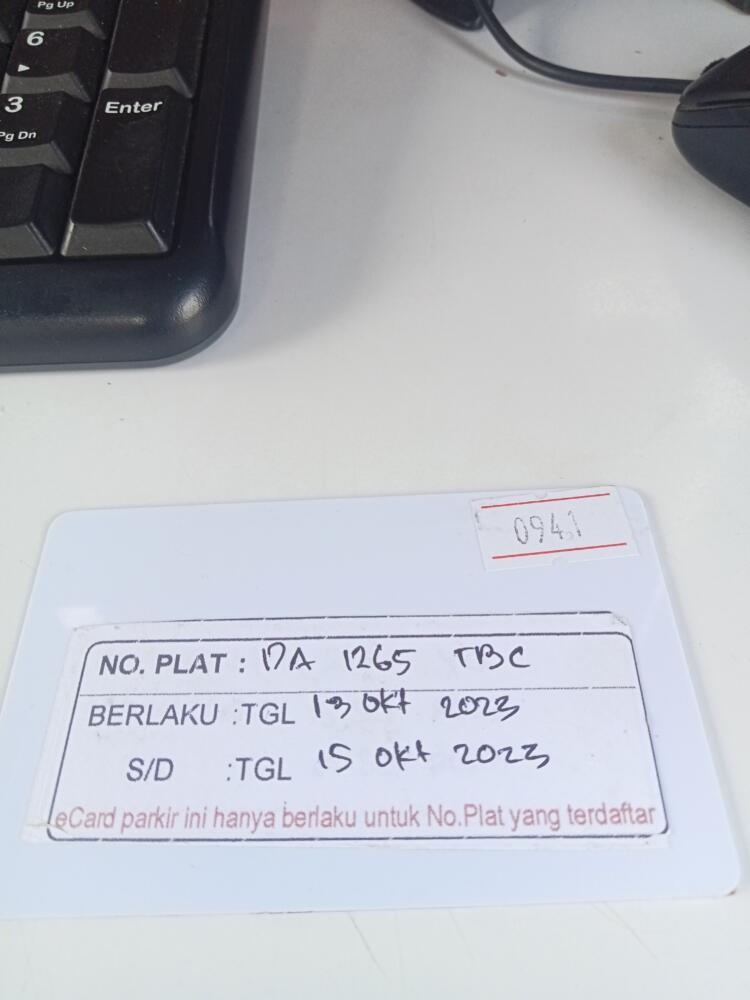 Pg Up
6
3
Enter
Pg Dn
0941
NO. PLAT : DA 1265 TBC
BERLAKU :TGL 13 Okt 2023
S/D :TGL 15 Okt 2023
eCard parkir ini hanya berlaku untuk No.Plat yang terdaftar